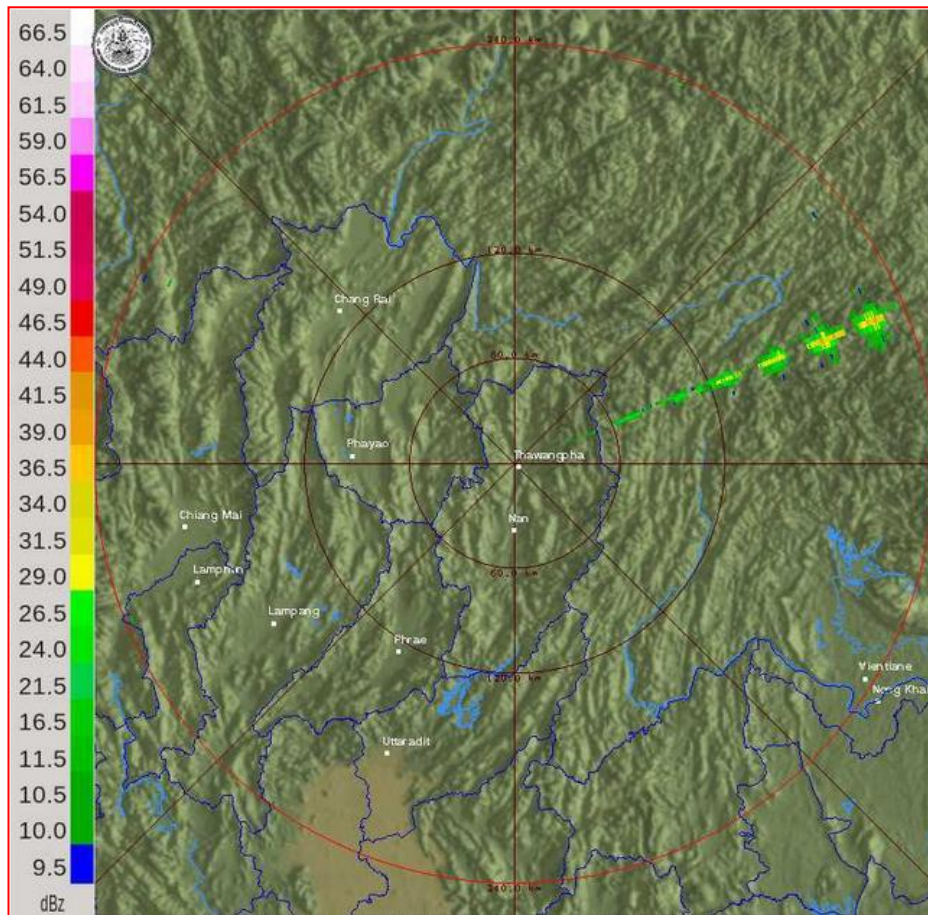 66.5
64.0
61.5
59.0
56.5
54.0
51.5
49.0
46.5
44.0
41.5
39.0
36.5
34.0
31.5
29.0
26.5
24.0
21.5
16.5
11.5
10.5
10.0
9.5
dBz
240.0 km
120.0 km
Chang Rai
60.0 km
Phayao
Thawangpha
Chiang Mai
Nan
Lamphun
60.0 km
Lampang
Phrae
120.0 km
Vientiane
Nong Khai
Uttaradit
240.0 km